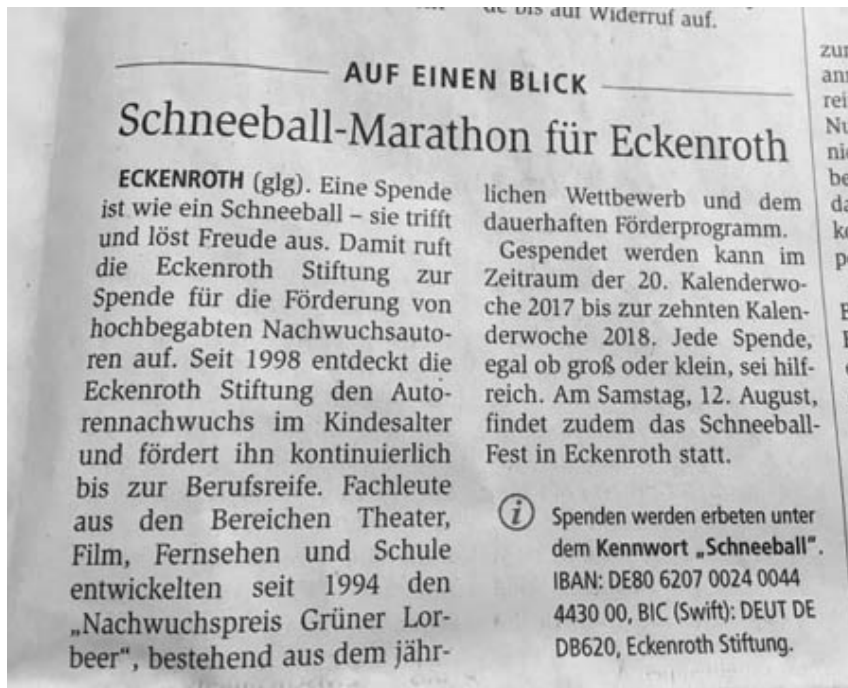 de bis auf Widerruf auf.
AUF EINEN BLICK
Schneeball-Marathon für Eckenroth
ECKENROTH (glg). Eine Spende
ist wie ein Schneeball – sie trifft
und löst Freude aus. Damit ruft
die Eckenroth Stiftung zur
Spende für die Förderung von
hochbegabten Nachwuchsauto-
ren auf. Seit 1998 entdeckt die
Eckenroth Stiftung den Auto-
rennachwuchs im Kindesalter
und fördert ihn kontinuierlich
bis zur Berufsreife. Fachleute
aus den Bereichen Theater,
Film, Fernsehen und Schule
entwickelten seit 1994 den
„Nachwuchspreis Grüner Lor-
beer“, bestehend aus dem jähr-
lichen Wettbewerb und dem
dauerhaften Förderprogramm.
Gespendet werden kann im
Zeitraum der 20. Kalenderwo-
che 2017 bis zur zehnten Kalen-
derwoche 2018. Jede Spende,
egal ob groß oder klein, sei hilf-
reich. Am Samstag, 12. August,
findet zudem das Schneeball-
Fest in Eckenroth statt.
i Spenden werden erbeten unter
dem Kennwort „Schneeball“.
IBAN: DE80 6207 0024 0044
4430 00, BIC (Swift): DEUT DE
DB620, Eckenroth Stiftung.